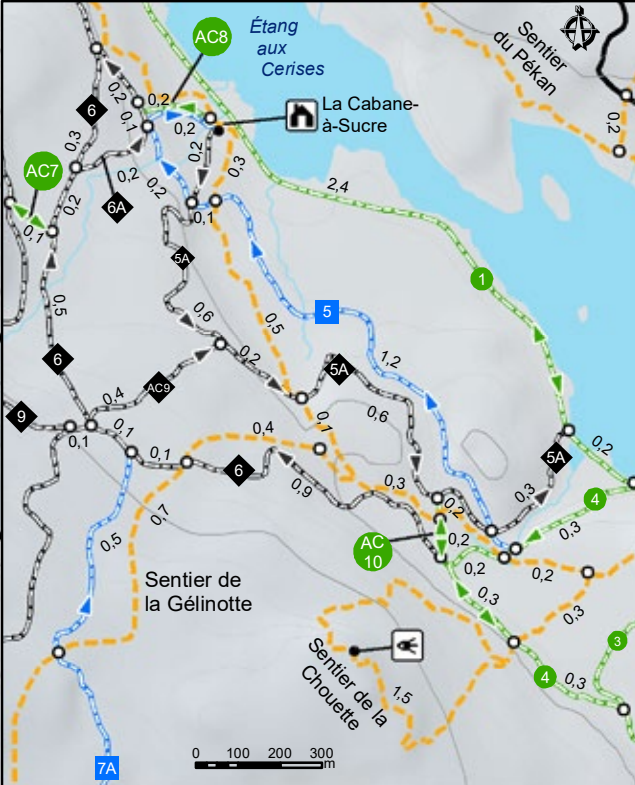 AC8
Étang
aux
Cerises
Sentier
du Pékan
0,2
La Cabane-
à-Sucre
6
0,2
0,2
0,1
0,2
0,2
0,3
0,3
AC7
0,2
6A
0,2
0,2
0,1
0,1
2,4
1
5A
0,5
0,6
0,5
5
1,2
0,2
5A
6
AC9
0,4
9
0,1
0,1
0,1
0,4
0,1
0,6
6
0,9
0,3
0,2
5A
0,3
0,2
4
0,3
0,7
0,5
AC
10
0,2
0,2
0,2
0,3
0,3
Sentier de
la Gélinotte
Sentier de la
Chouette
1,5
3
4
0,3
7A
0 100 200 300
m